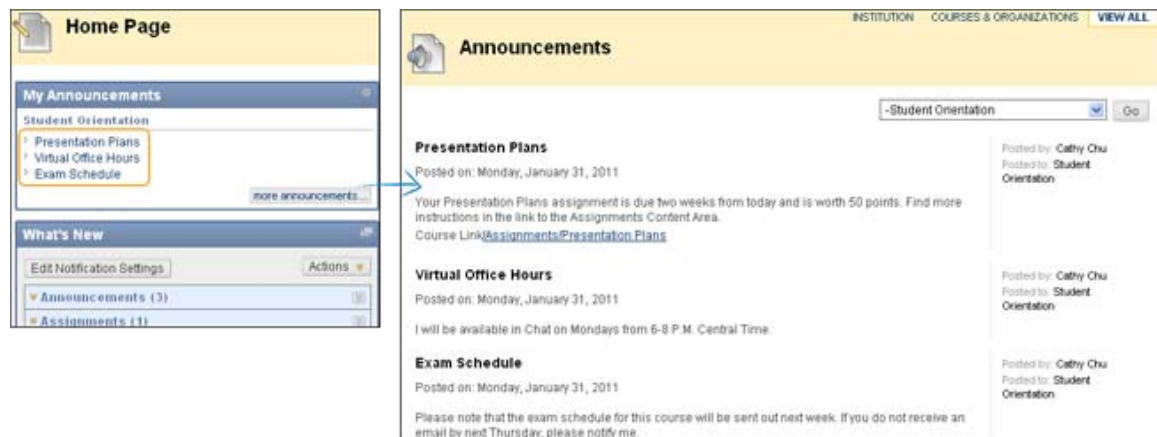 Home Page
My Announcements
Student Orientation
Presentation Plans
Virtual Office Hours
Exam Schedule
more announcements...
What's New
Edit Notification Settings
Actions
Announcements (3)
Assignments (1)
INSTITUTION COURSES & ORGANIZATIONS VIEW ALL
Announcements
-Student Orientation Go
Presentation Plans
Posted on: Monday, January 31, 2011
Your Presentation Plans assignment is due two weeks from today and is worth 50 points. Find more
instructions in the link to the Assignments Content Area.
Course Link/Assignments/Presentation Plans
Posted by: Cathy Chu
Posted to: Student
Orientation
Virtual Office Hours
Posted on: Monday, January 31, 2011
I will be available in Chat on Mondays from 6-8 P.M. Central Time.
Posted by: Cathy Chu
Posted to: Student
Orientation
Exam Schedule
Posted on: Monday, January 31, 2011
Please note that the exam schedule for this course will be sent out next week. If you do not receive an
email by next Thursday, please notify me.
Posted by: Cathy Chu
Posted to: Student
Orientation